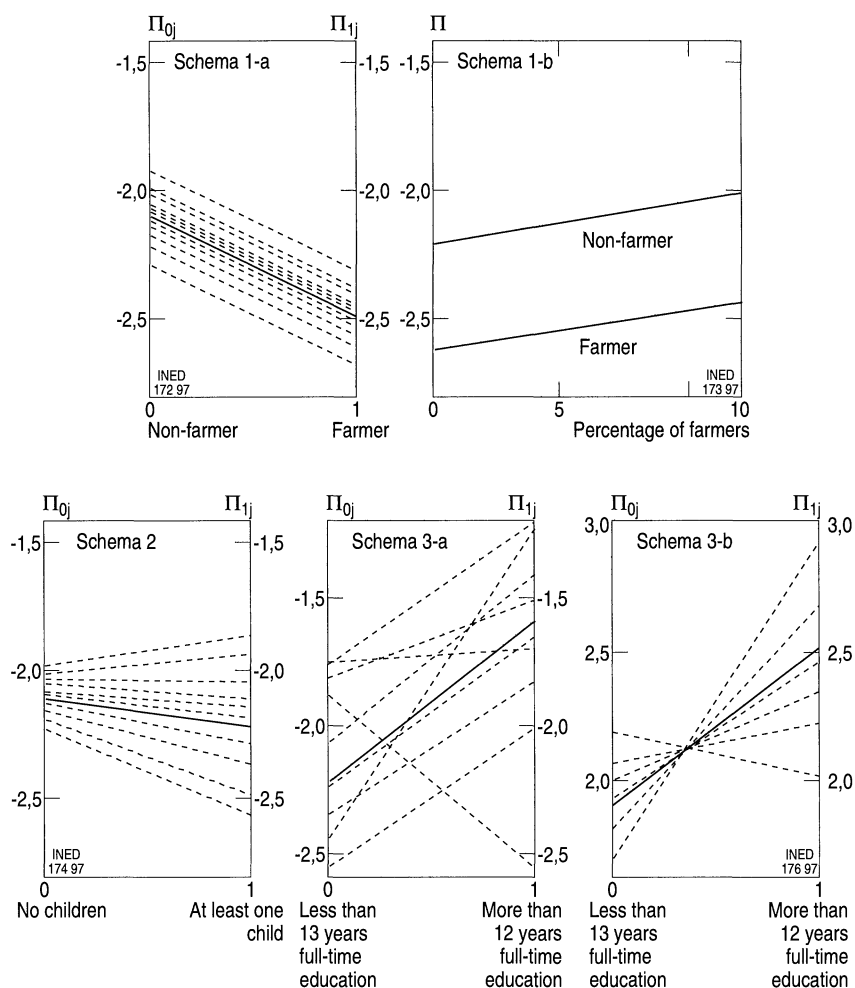 Π0j
Π1j
Π
-1,5
Schema 1-a
-1,5
-1,5
Schema 1-b
-2,0
-2,0
-2,0
Non-farmer
-2,5
-2,5
-2,5
Farmer
INED
172 97
INED
173 97
0
1
0
5
10
Non-farmer
Farmer
Percentage of farmers
Π0j
Π1j
Π0j
Π1j
Π0j
Π1j
-1,5
Schema 2
-1,5
Schema 3-a
3,0
Schema 3-b
3,0
-1,5
-1,5
2,5
2,5
-2,0
-2,0
-2,0
-2,0
2,0
2,0
-2,5
-2,5
-2,5
-2,5
INED
174 97
INED
176 97
0
1
0
1
0
1
No children
At least one
child
Less than
13 years
full-time
education
More than
12 years
full-time
education
Less than
13 years
full-time
education
More than
12 years
full-time
education